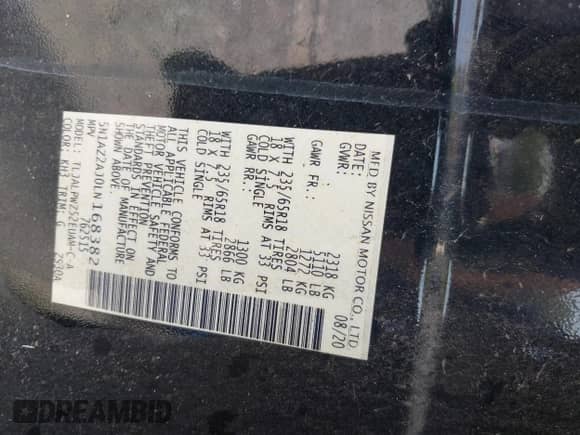 MFD BY NISSAN MOTOR CO., LTD
DATE: 08/20
GVWR: 2318 KG
5110 LB
GAWR FR: 1272 KG
2804 LB
WITH 235/65R18 TIRES
18 X 7.5 RIMS AT 33 PSI
COLD SINGLE
GAWR RR: 1300 KG
2866 LB
WITH 235/65R18 TIRES
18 X 7.5 RIMS AT 33 PSI
COLD SINGLE
THIS VEHICLE CONFORMS TO
ALL APPLICABLE FEDERAL
MOTOR VEHICLE SAFETY AND
THEFT PREVENTION
STANDARDS IN EFFECT ON
THE DATE OF MANUFACTURE
SHOWN ABOVE
5N1AZ2AJ0LN168382
MPV
COLOR: KH3 TRIM: G
DREAMBID